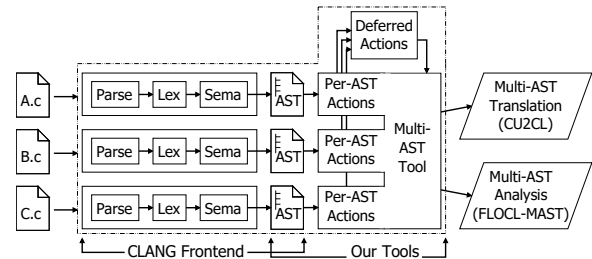 Deferred
Actions
A.c
Parse
Lex
Sema
AST
Per-AST
Actions
B.c
Parse
Lex
Sema
AST
Per-AST
Actions
C.c
Parse
Lex
Sema
AST
Per-AST
Actions
Multi-
AST
Tool
Multi-AST
Translation
(CU2CL)
Multi-AST
Analysis
(FLOCL-MAST)
CLANG Frontend
Our Tools